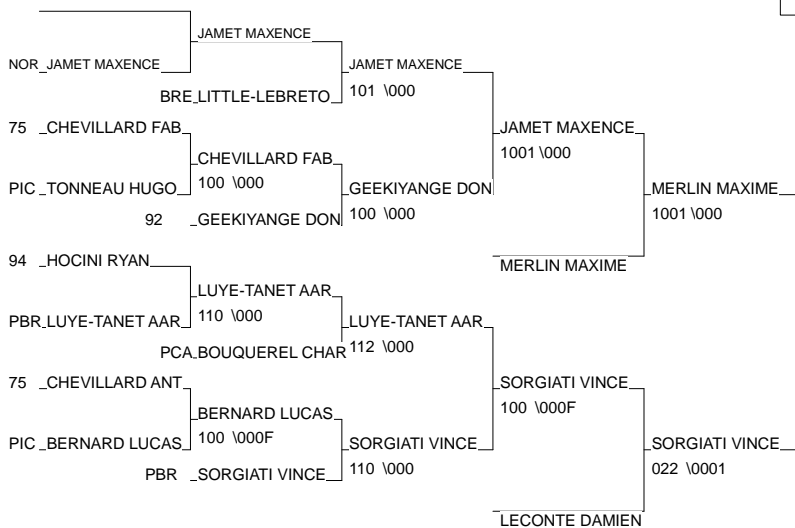 JAMET MAXENCE
NOR JAMET MAXENCE
JAMET MAXENCE
BRE LITTLE-LEBRETO
101 \000
75 CHEVILLARD FAB
JAMET MAXENCE
1001 \000
CHEVILLARD FAB
100 \000
PIC TONNEAU HUGO
GEEKIYANGE DON
MERLIN MAXIME
100 \000
1001 \000
92 GEEKIYANGE DON
94 HOCINI RYAN
MERLIN MAXIME
LUYE-TANET AAR
110 \000
PBR LUYE-TANET AAR
LUYE-TANET AAR
112 \000
PCA BOUQUEREL CHAR
75 CHEVILLARD ANT
SORGIATI VINCE
100 \000F
BERNARD LUCAS
100 \000F
PIC BERNARD LUCAS
SORGIATI VINCE
SORGIATI VINCE
110 \000
022 \0001
PBR SORGIATI VINCE
LECONTE DAMIEN